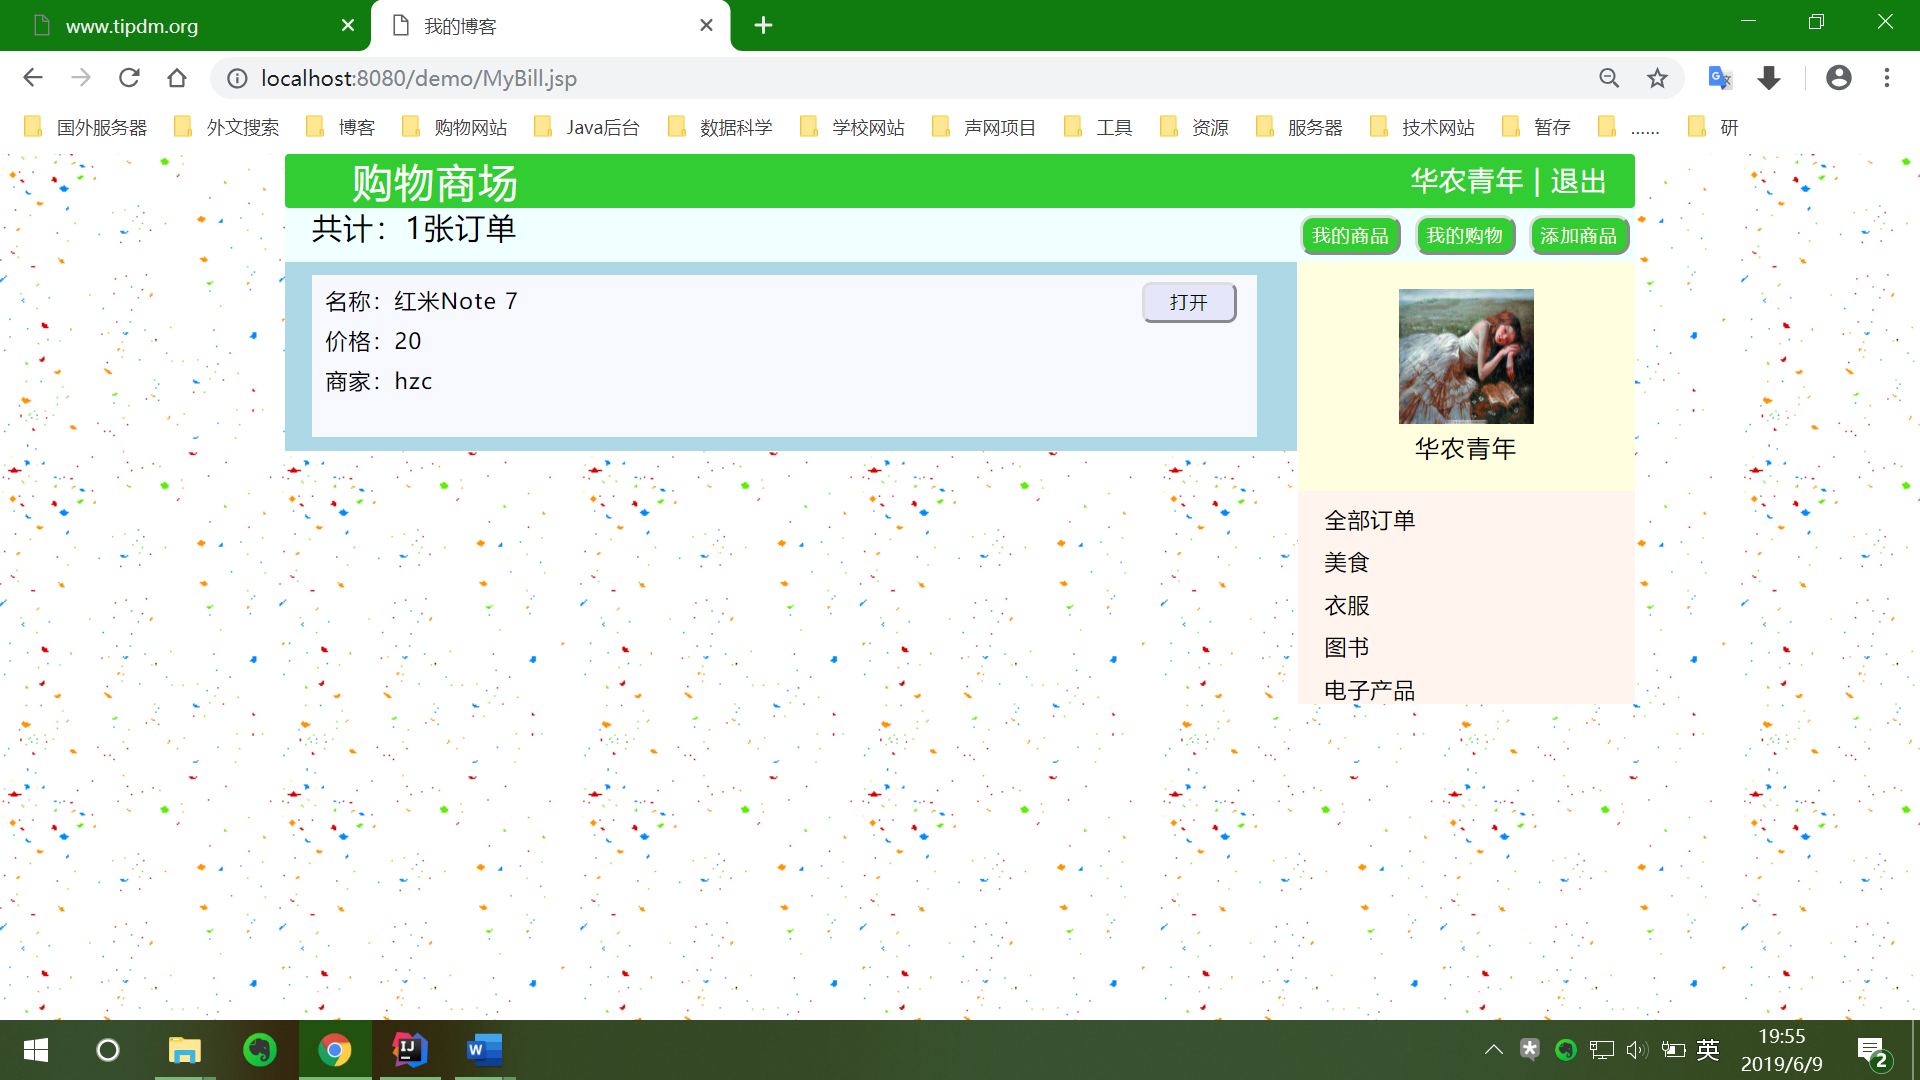 www.tipdm.org
我的博客
localhost:8080/demo/MyBill.jsp
国外服务器 外文搜索 博客 购物网站 Java后台 数据科学 学校网站 声网项目 工具 资源 服务器 技术网站 暂存 ...... 研
购物商场
华农青年 | 退出
共计：1张订单
我的商品 我的购物 添加商品
名称：红米Note 7
打开
价格：20
商家：hzc
华农青年
全部订单
美食
衣服
图书
电子产品
英
19:55
2019/6/9
2